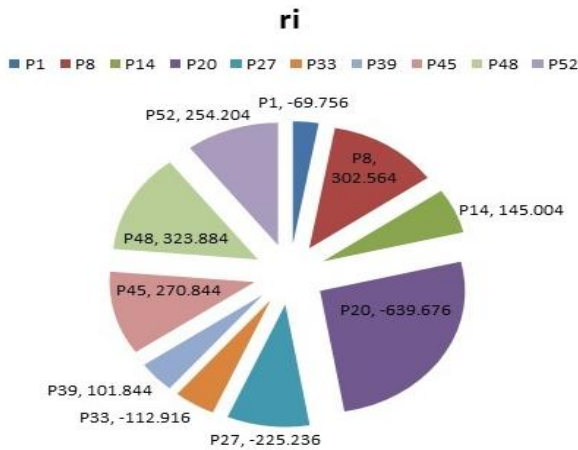 ri
P1 P8 P14 P20 P27 P33 P39 P45 P48 P52
P52, 254.204
P1, -69.756
P8,
302.564
P14, 145.004
P48, 323.884
P45, 270.844
P20, -639.676
P39, 101.844
P33, -112.916
P27, -225.236